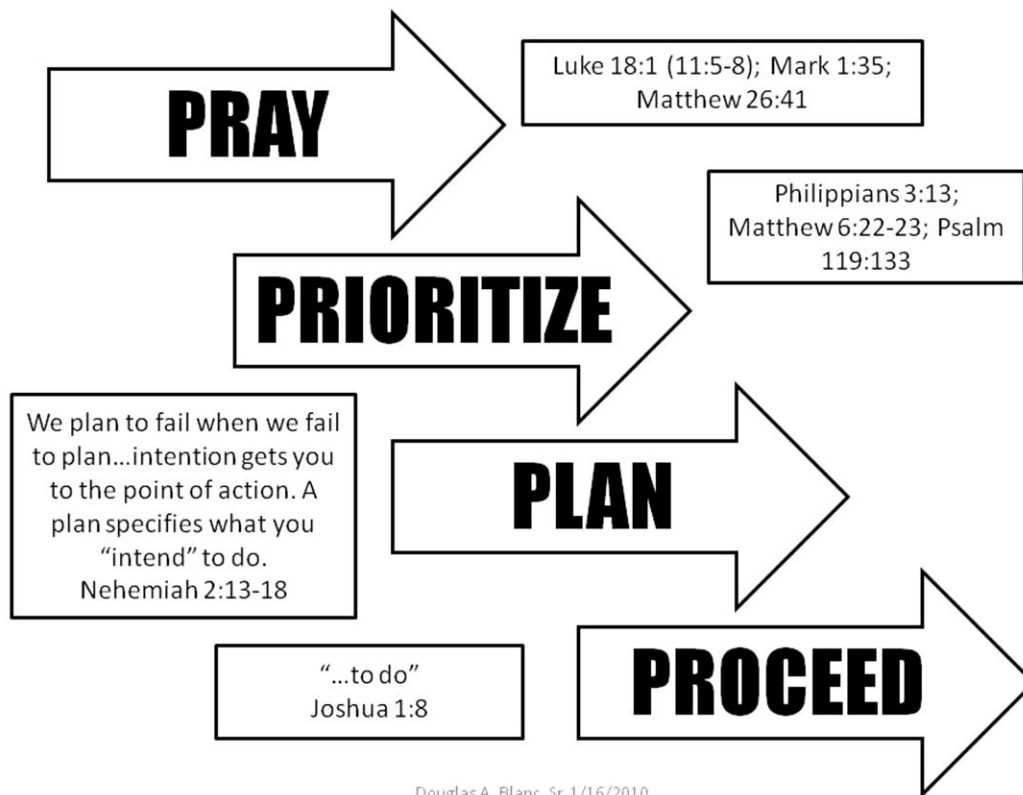 PRAY
Luke 18:1 (11:5-8); Mark 1:35;
Matthew 26:41
Philippians 3:13;
Matthew 6:22-23; Psalm
119:133
PRIORITIZE
We plan to fail when we fail
to plan...intention gets you
to the point of action. A
plan specifies what you
“intend” to do.
Nehemiah 2:13-18
PLAN
“...to do”
Joshua 1:8
PROCEED
Douglas A. Blanc, Sr. 1/16/2010